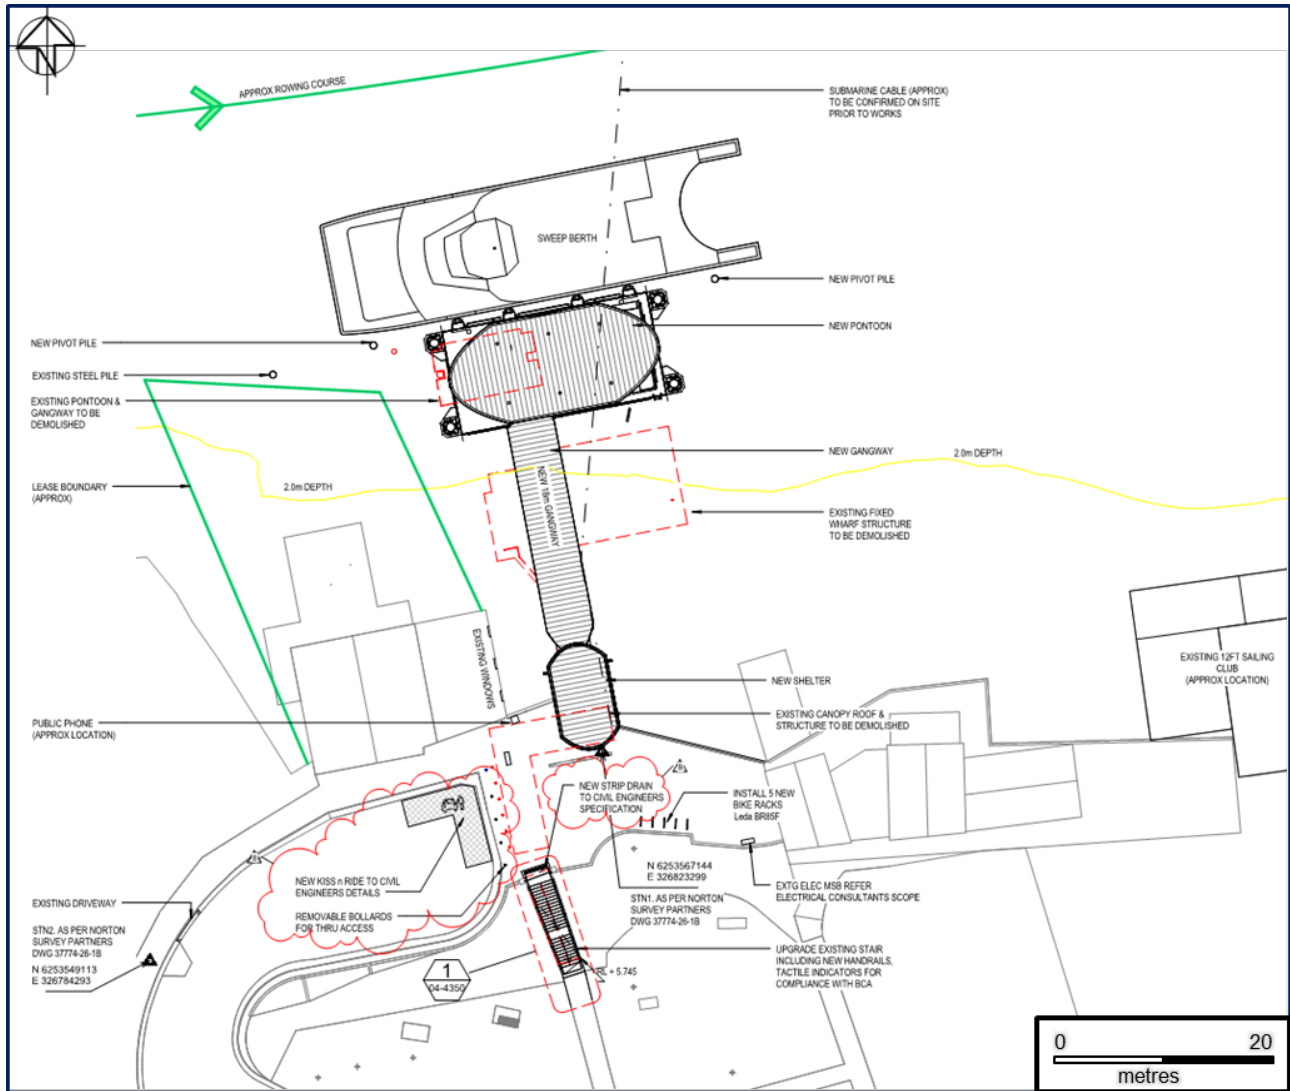 N
APPROX ROWING COURSE
SUBMARINE CABLE (APPROX)
TO BE CONFIRMED ON SITE
PRIOR TO WORKS
SWEEP BERTH
NEW PIVOT PILE
NEW PONTOON
NEW PIVOT PILE
EXISTING STEEL PILE
EXISTING PONTOON &
GANGWAY TO BE
DEMOLISHED
NEW GANGWAY
2.0m DEPTH
LEASE BOUNDARY
(APPROX)
2.0m DEPTH
NEW 18m GANGWAY
EXISTING FIXED
WHARF STRUCTURE
TO BE DEMOLISHED
EXISTING WINDOWS
EXISTING 12FT SAILING
CLUB
(APPROX LOCATION)
NEW SHELTER
PUBLIC PHONE
(APPROX LOCATION)
EXISTING CANOPY ROOF &
STRUCTURE TO BE DEMOLISHED
NEW STRIP DRAIN
TO CIVIL ENGINEERS
SPECIFICATION
INSTALL 5 NEW
BIKE RACKS
Leda BR85F
NEW KISS n RIDE TO CIVIL
ENGINEERS DETAILS
REMOVABLE BOLLARDS
FOR THRU ACCESS
N 6253567144
E 326823299
STN1. AS PER NORTON
SURVEY PARTNERS
DWG 37774-26-1B
EXTG ELEC MSB REFER
ELECTRICAL CONSULTANTS SCOPE
EXISTING DRIVEWAY
STN2. AS PER NORTON
SURVEY PARTNERS
DWG 37774-26-1B
N 6253549113
E 326784293
UPGRADE EXISTING STAIR
INCLUDING NEW HANDRAILS,
TACTILE INDICATORS FOR
COMPLIANCE WITH BCA
1
04-4350
RL + 5.745
0 20
metres